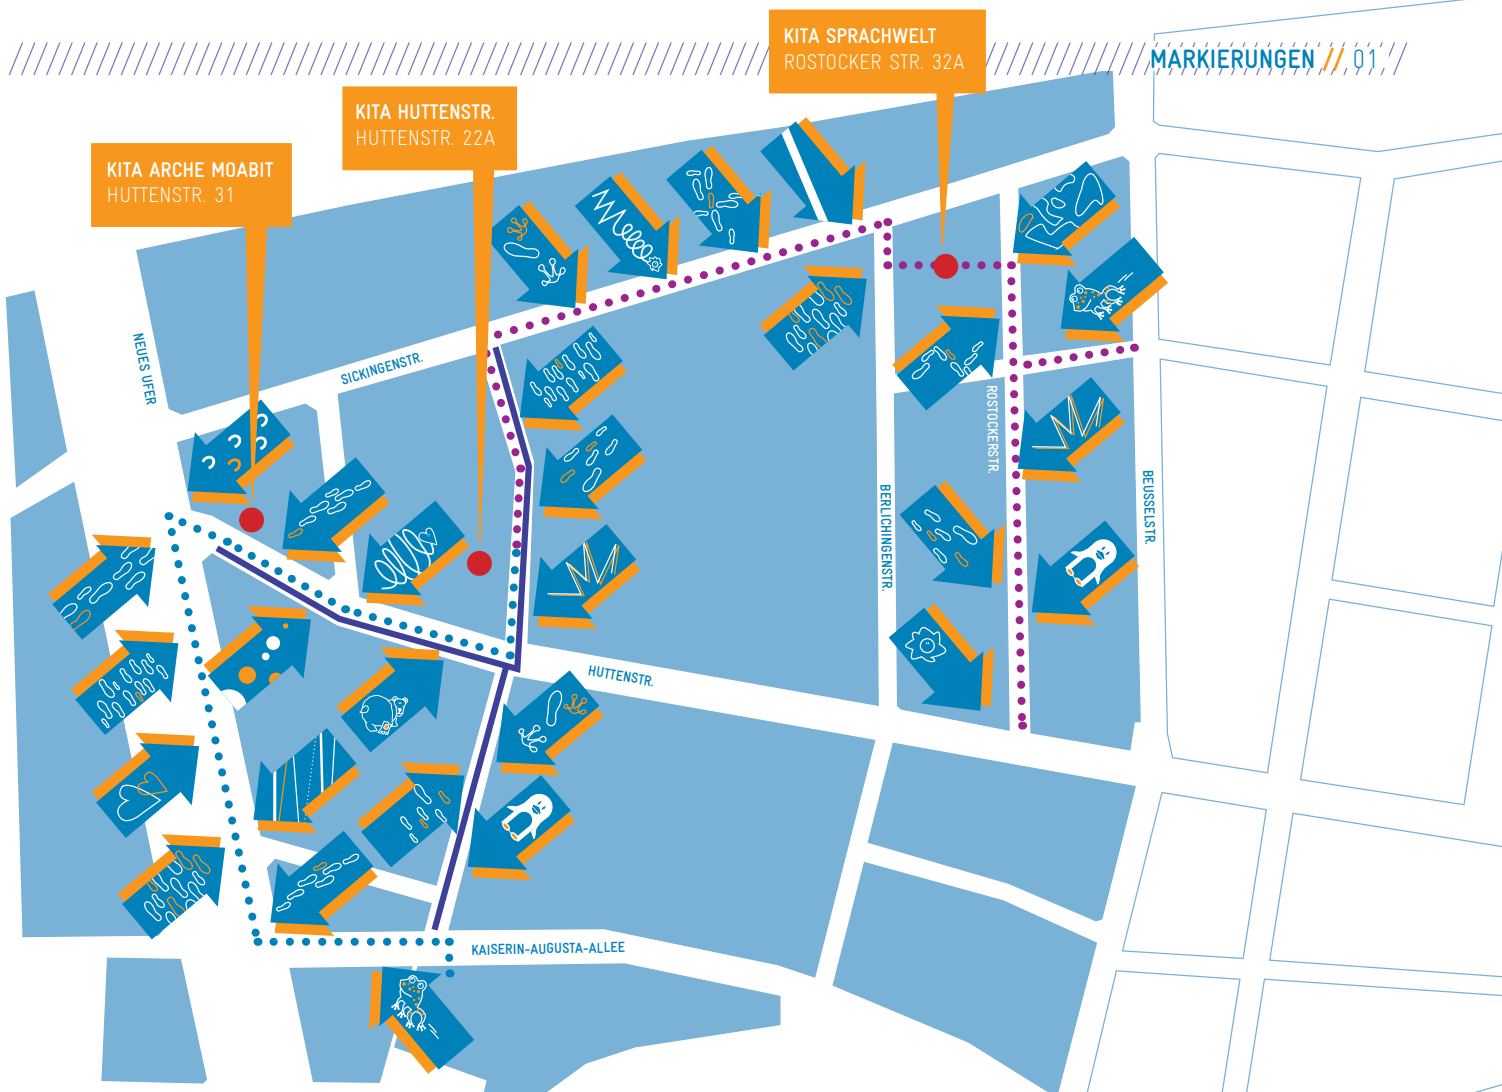 KITA SPRACHWELT
ROSTOCKER STR. 32A
MARKIERUNGEN // 01
KITA HUTTENSTR.
HUTTENSTR. 22A
KITA ARCHE MOABIT
HUTTENSTR. 31
NEUES UFER
SICKINGENSTR.
ROSTOCKERSTR.
BERLICHINGENSTR.
BEUSSELSTR.
HUTTENSTR.
KAISERIN-AUGUSTA-ALLEE